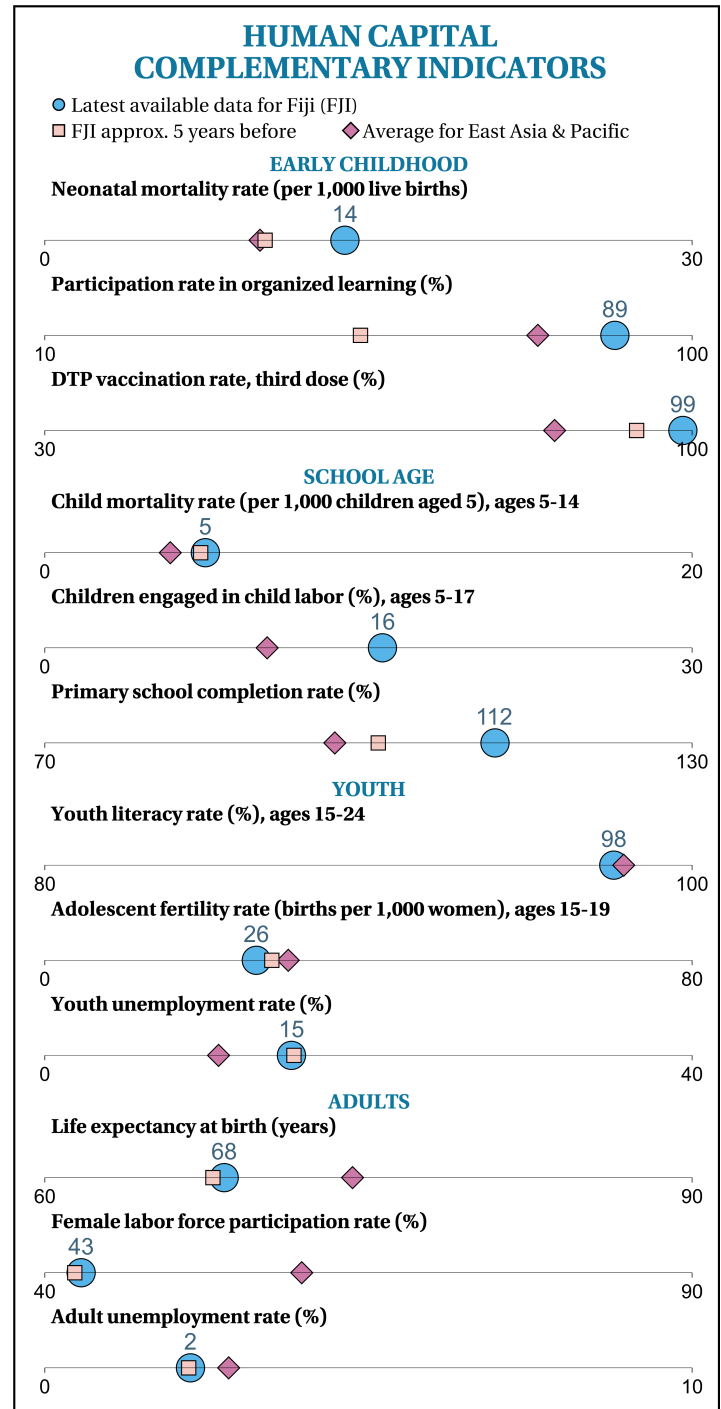 HUMAN CAPITAL
COMPLEMENTARY INDICATORS
Latest available data for Fiji (FJI)
FJI approx. 5 years before
Average for East Asia & Pacific
EARLY CHILDHOOD
Neonatal mortality rate (per 1,000 live births)
14
0 30
Participation rate in organized learning (%)
89
10 100
DTP vaccination rate, third dose (%)
99
30 100
SCHOOL AGE
Child mortality rate (per 1,000 children aged 5), ages 5-14
5
0 20
Children engaged in child labor (%), ages 5-17
16
0 30
Primary school completion rate (%)
112
70 130
YOUTH
Youth literacy rate (%), ages 15-24
98
80 100
Adolescent fertility rate (births per 1,000 women), ages 15-19
26
0 80
Youth unemployment rate (%)
15
0 40
ADULTS
Life expectancy at birth (years)
68
60 90
Female labor force participation rate (%)
43
40 90
Adult unemployment rate (%)
2
0 10